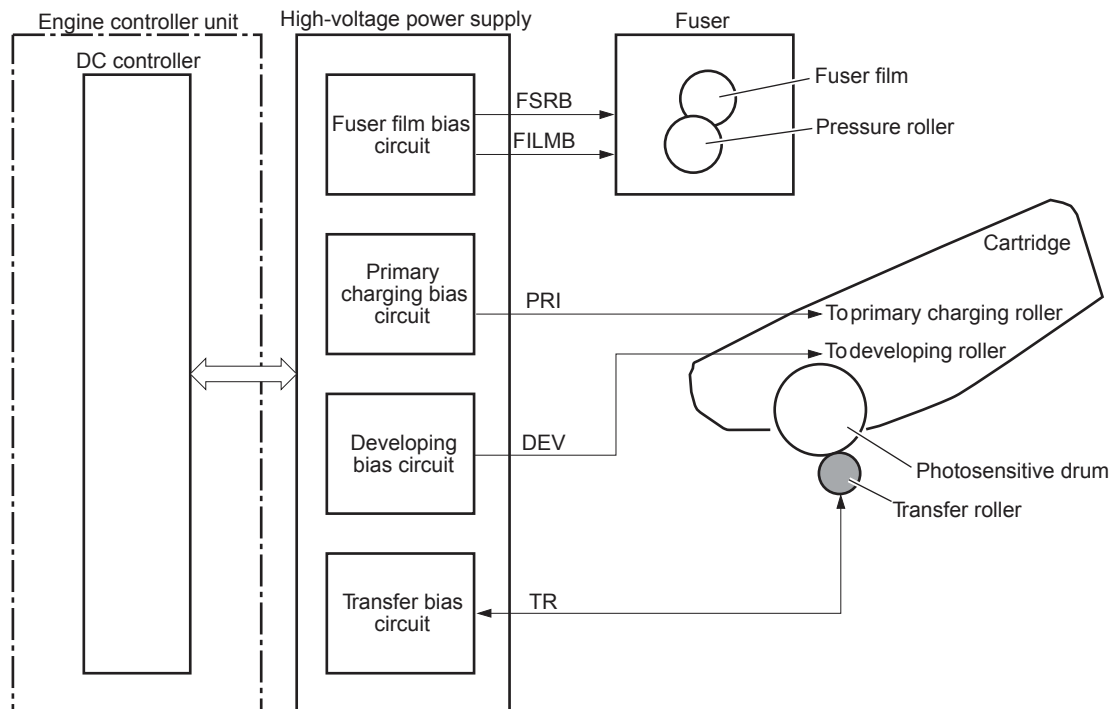 Engine controller unit
High-voltage power supply
Fuser
DC controller
Fuser film
Pressure roller
Fuser film bias
circuit
FSRB
FILMB
Cartridge
Primary
charging bias
circuit
PRI
To primary charging roller
To developing roller
Developing
bias circuit
DEV
Photosensitive drum
Transfer roller
Transfer bias
circuit
TR